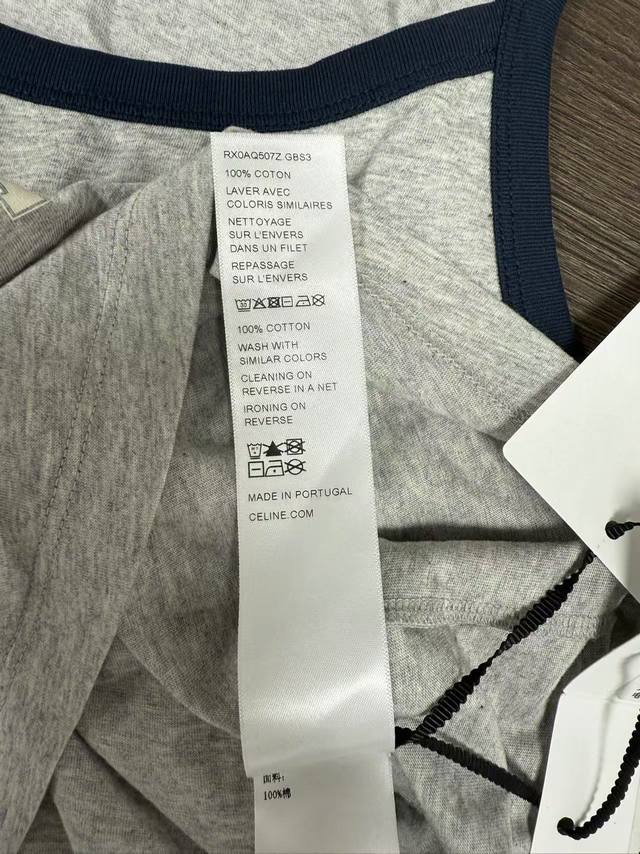 RX0AQ507Z GBS3
100% COTON
LAVER AVEC
COLORIS SIMILAIRES
NETTOYAGE
SUR L'ENVERS
DANS UN FILET
REPASSAGE
SUR L'ENVERS
30
100% COTTON
WASH WITH
SIMILAR COLORS
CLEANING ON
REVERSE IN A NET
IRONING ON
REVERSE
MADE IN PORTUGAL
CELINE.COM
面料:
100%棉